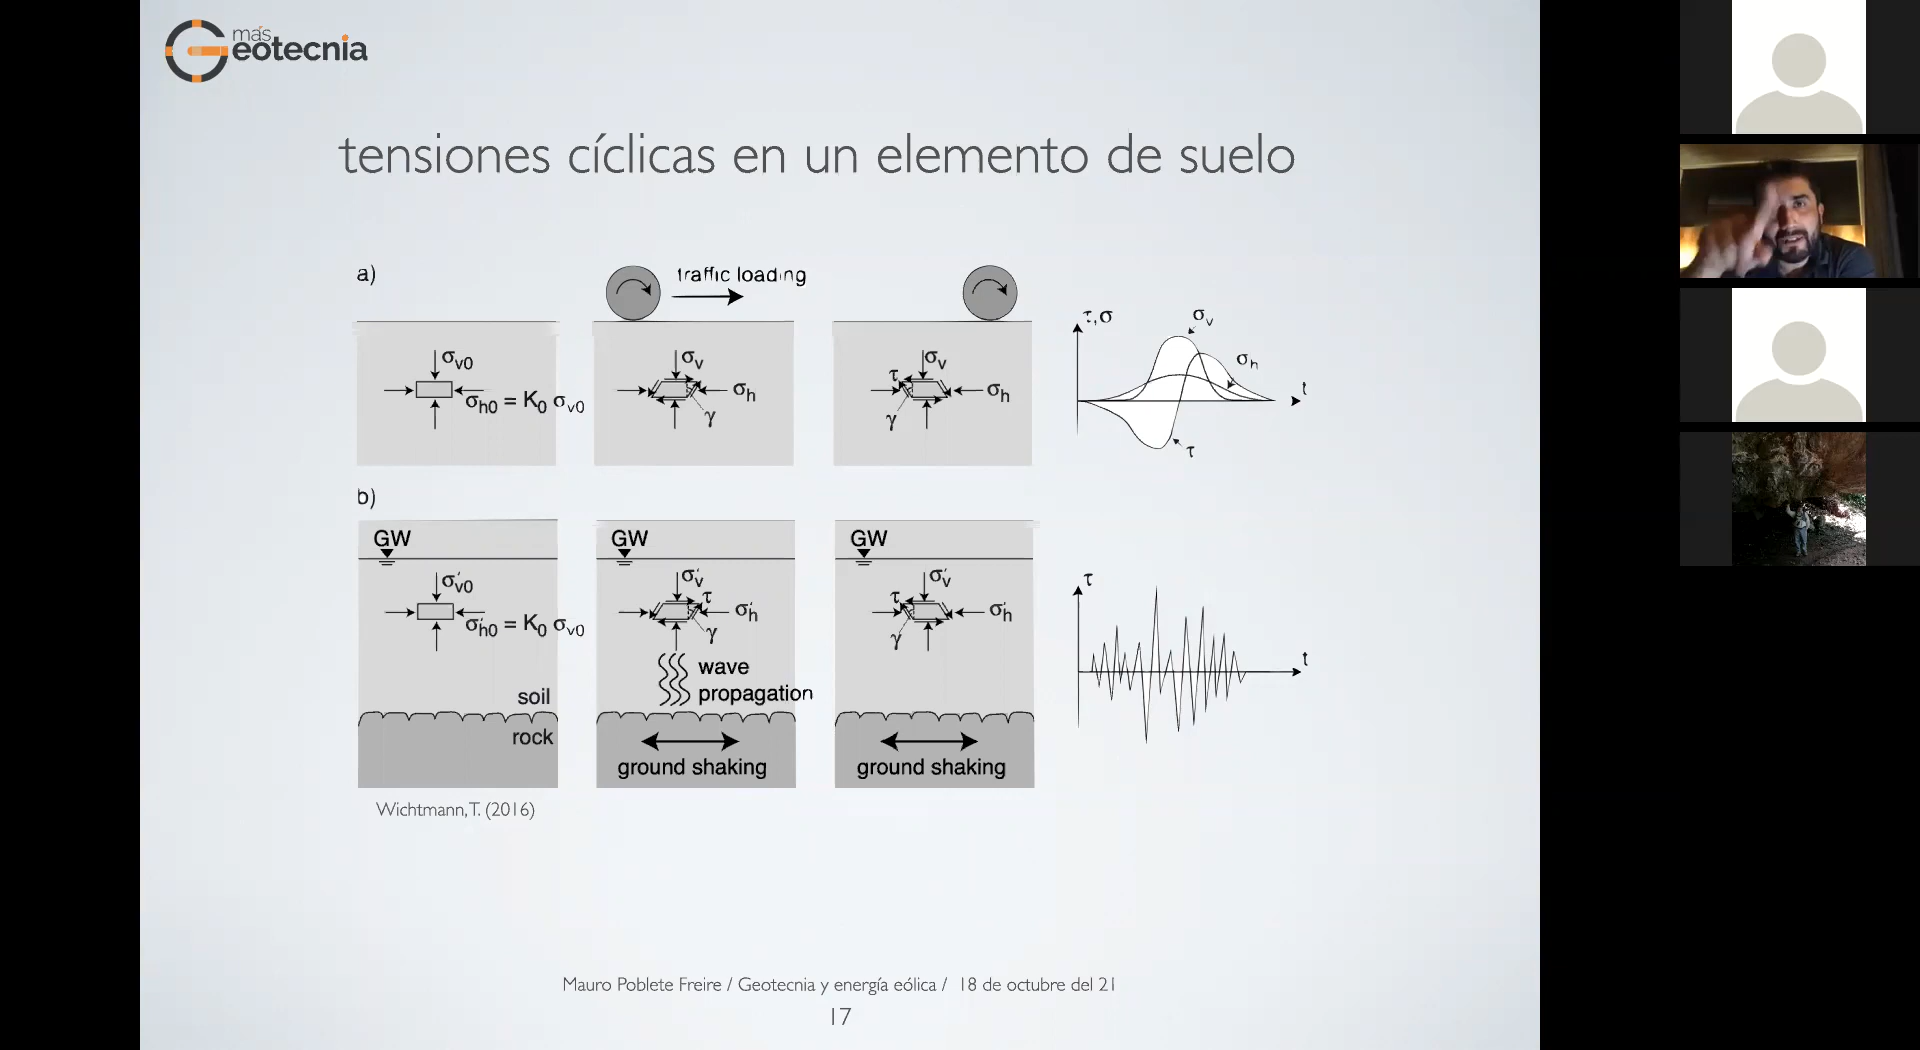 más
Geotecnia
tensiones cíclicas en un elemento de suelo
a)
traffic loading
σv0
σh0 = K0 σv0
σv
σh
γ
σv
τ
σh
γ
τ,σ
σv
σh
t
τ
b)
GW
σ′v0
σ′h0 = K0 σv0
soil
rock
GW
σ′v
τ
σ′h
γ
wave
propagation
ground shaking
GW
σ′v
τ
σ′h
γ
ground shaking
τ
t
Wichtmann, T. (2016)
Mauro Poblete Freire / Geotecnia y energía eólica / 18 de octubre del 21
17